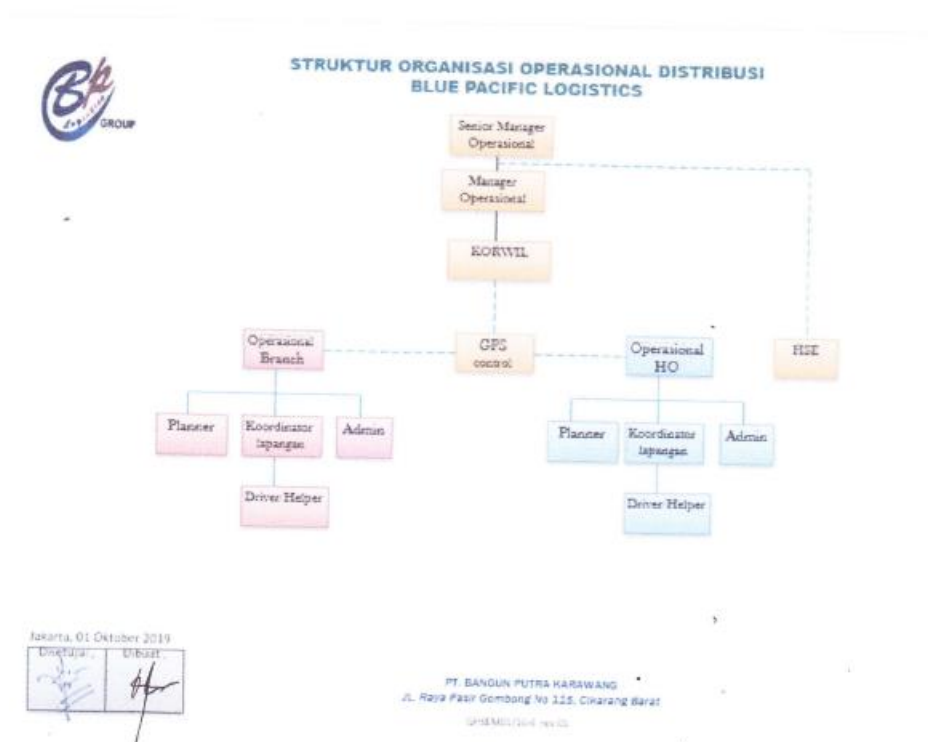 STRUKTUR ORGANISASI OPERASIONAL DISTRIBUSI
BLUE PACIFIC LOGISTICS
GROUP
Senior Manager
Operasional
Manager
Operasional
KORWIL
Operasional
Branch
GPS
control
Operasional
HO
HSE
Planner
Koordinator
lapangan
Admin
Planner
Koordinator
lapangan
Admin
Driver Helper
Driver Helper
Jakarta, 01 Oktober 2019
Disetujui,
Dibuat,
PT. BANGUN PUTRA KARAWANG
JL. Raya Pasir Gombong No 115, Cikarang Barat